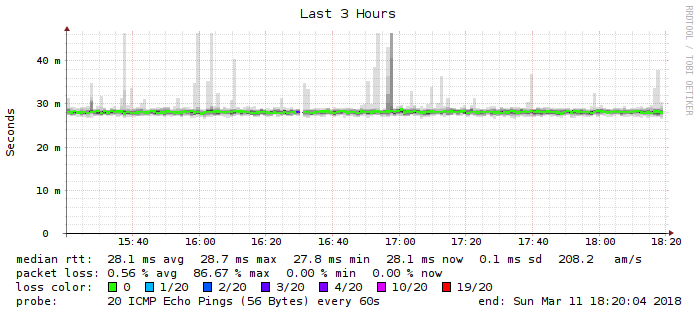 Last 3 Hours
RRDTOOL / TOBI OETIKER
Seconds
40 m
30 m
20 m
10 m
0
15:40 16:00 16:20 16:40 17:00 17:20 17:40 18:00 18:20
median rtt: 28.1 ms avg 28.7 ms max 27.8 ms min 28.1 ms now 0.1 ms sd 208.2 am/s
packet loss: 0.56 % avg 86.67 % max 0.00 % min 0.00 % now
loss color: 0 1/20 2/20 3/20 4/20 10/20 19/20
probe: 20 ICMP Echo Pings (56 Bytes) every 60s end: Sun Mar 11 18:20:04 2018